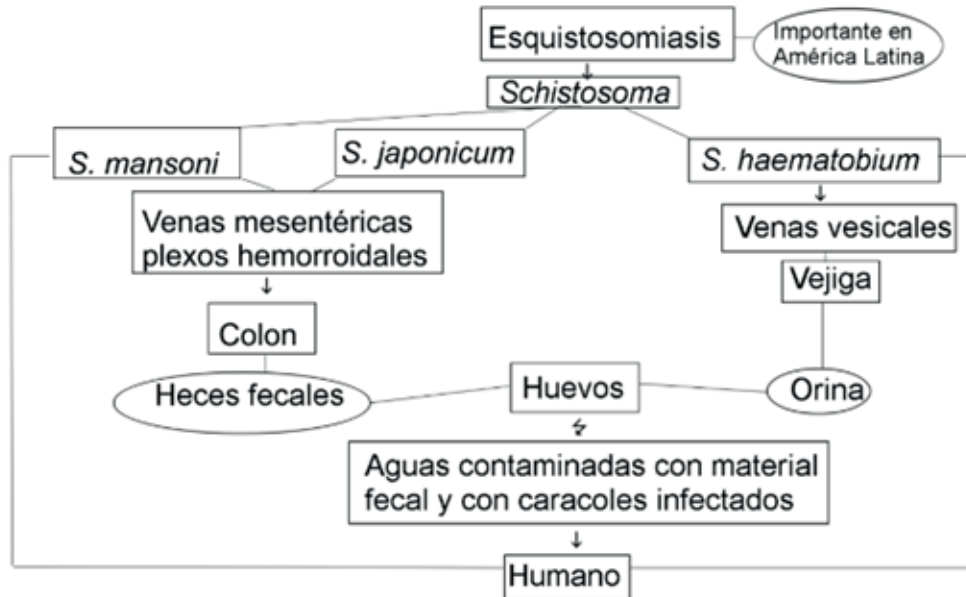 Esquistosomiasis
Importante en
América Latina
Schistosoma
S. mansoni
S. japonicum
S. haematobium
Venas mesentéricas
plexos hemorroidales
Venas vesicales
Vejiga
Colon
Heces fecales
Huevos
Orina
Aguas contaminadas con material
fecal y con caracoles infectados
Humano